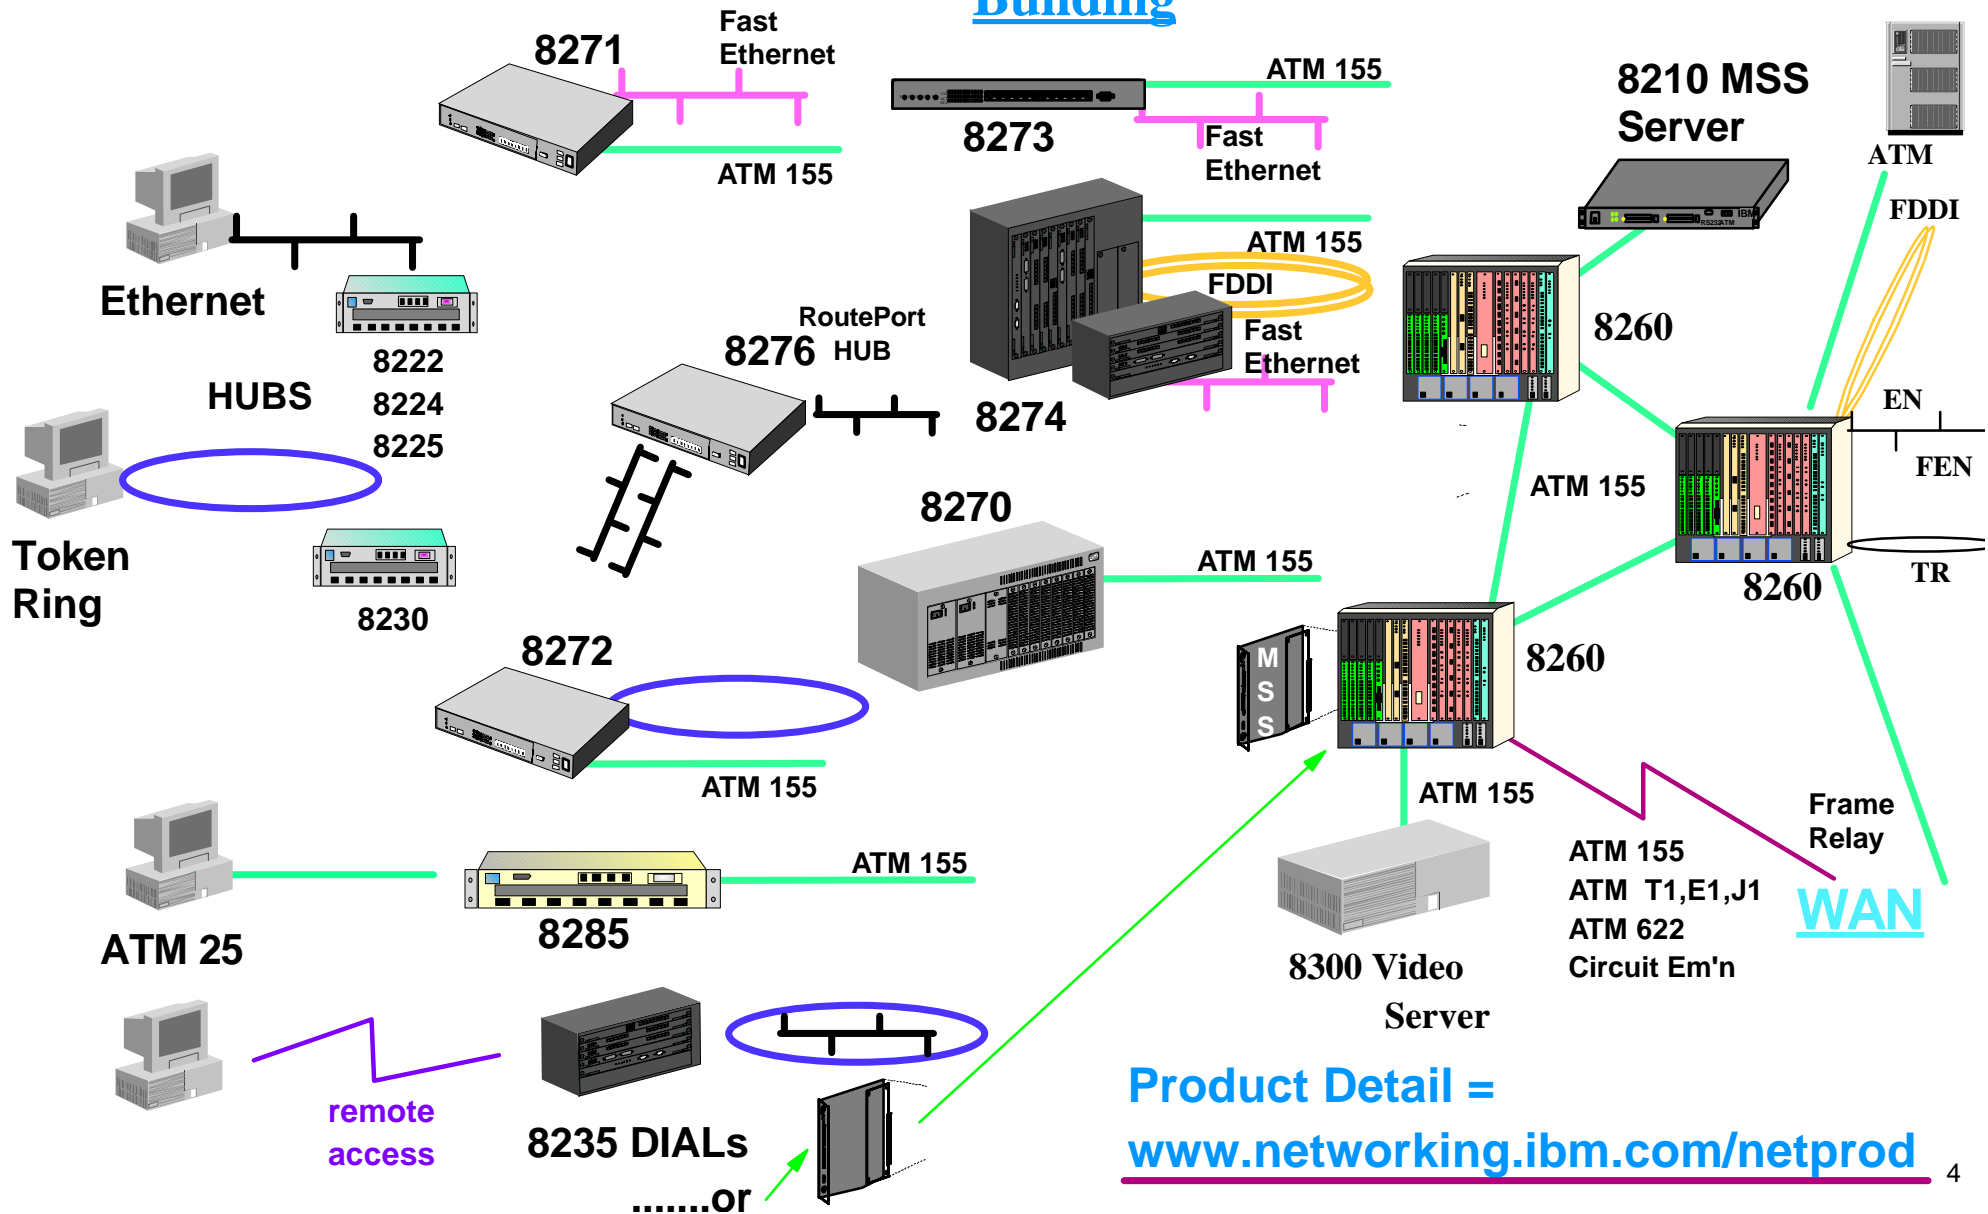 Building
Fast
Ethernet
8271
ATM 155
ATM 155
8273
Fast
Ethernet
8210 MSS
Server
ATM
FDDI
RS232
ATM
IBM
Ethernet
8222
8224
8225
HUBS
RoutePort
HUB
8276
ATM 155
FDDI
Fast
Ethernet
8274
8260
EN
FEN
TR
8260
ATM 155
Token
Ring
8230
8270
ATM 155
8272
ATM 155
M
S
S
8260
ATM 155
Frame
Relay
WAN
ATM 155
ATM T1,E1,J1
ATM 622
Circuit Em'n
8300 Video
Server
ATM 25
8285
ATM 155
remote
access
8235 DIALs
.......or
Product Detail =
www.networking.ibm.com/netprod
4